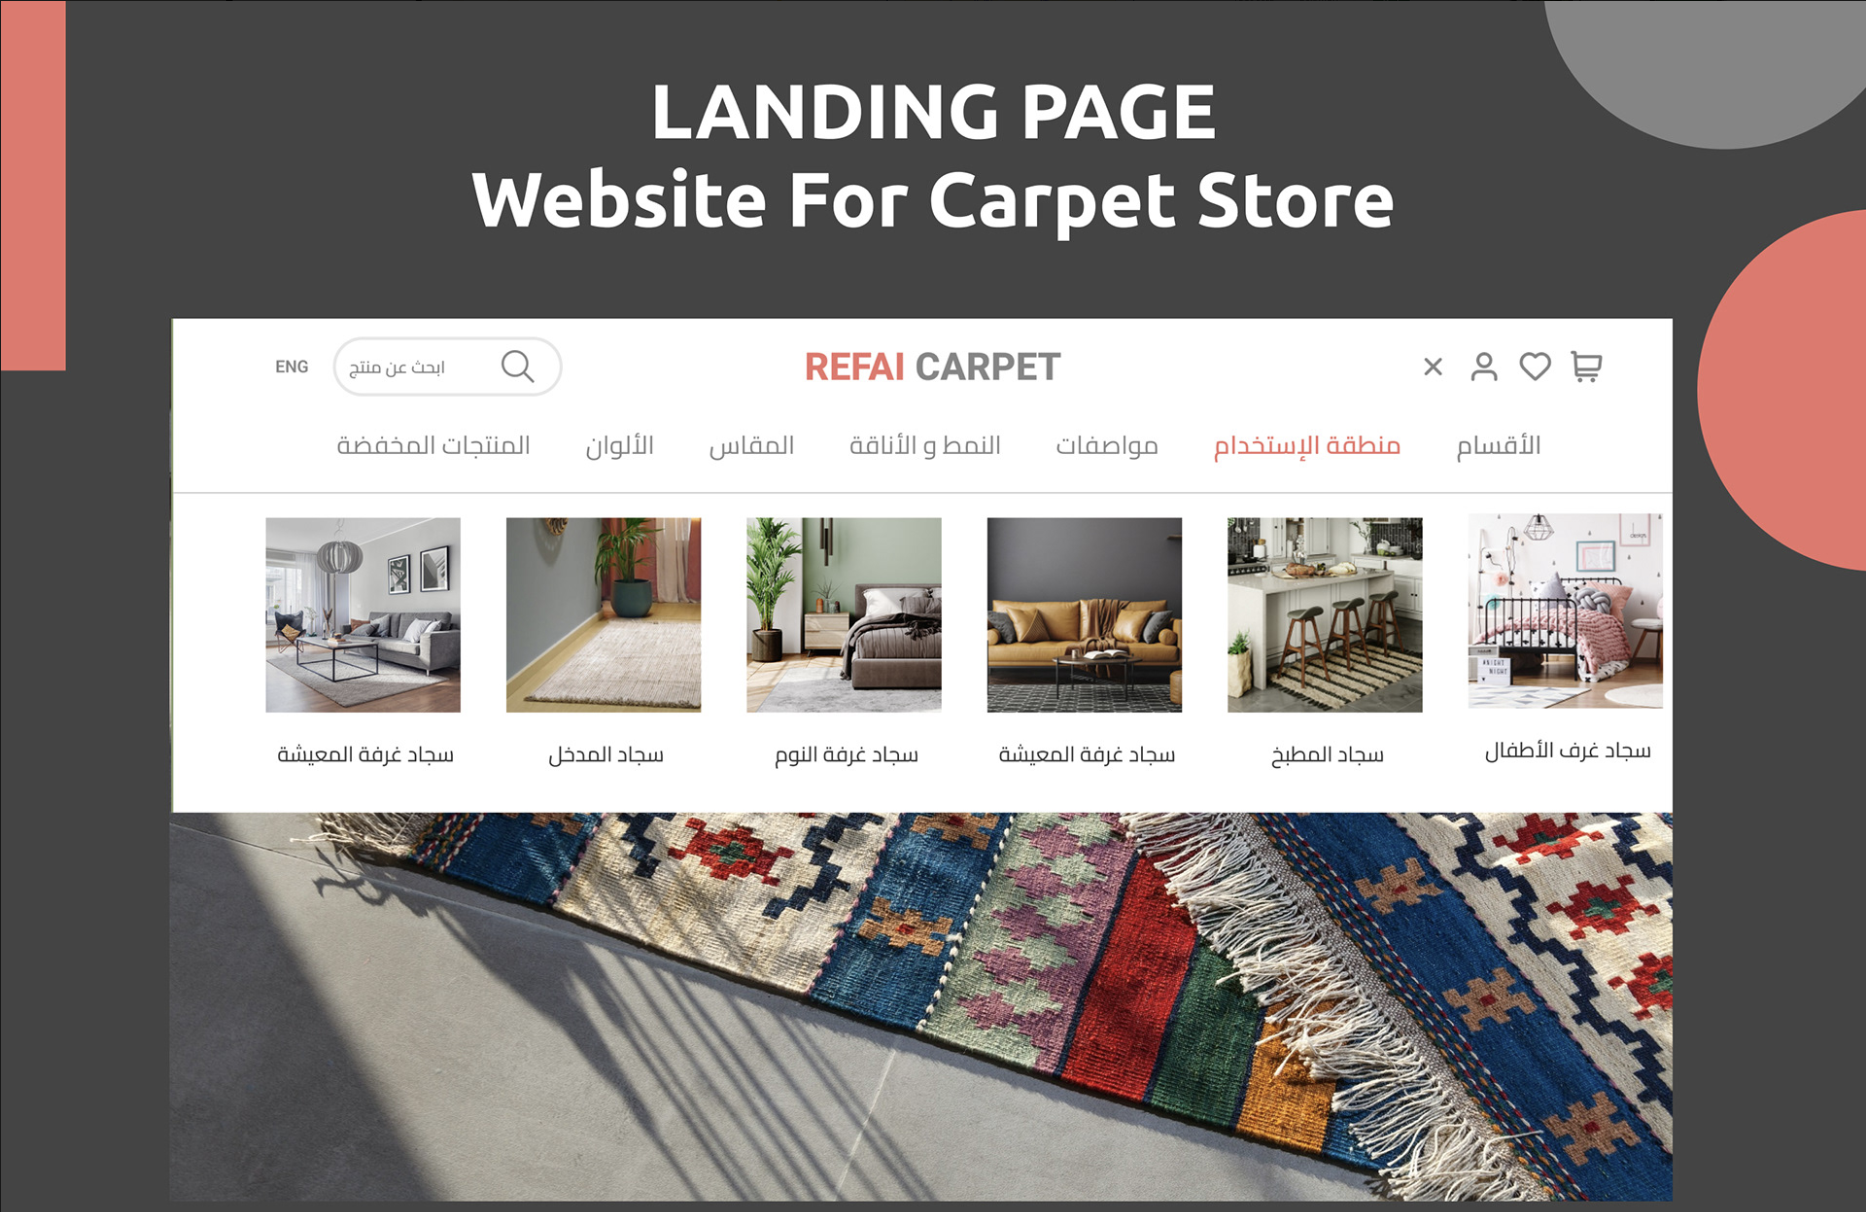 LANDING PAGE
Website For Carpet Store
ENG
ابحث عن منتج
REFAI CARPET
الأقسام
منطقة الإستخدام
مواصفات
النمط و الأناقة
المقاس
الألوان
المنتجات المخفضة
سجاد غرف الأطفال
سجاد المطبخ
سجاد غرفة المعيشة
سجاد غرفة النوم
سجاد المدخل
سجاد غرفة المعيشة